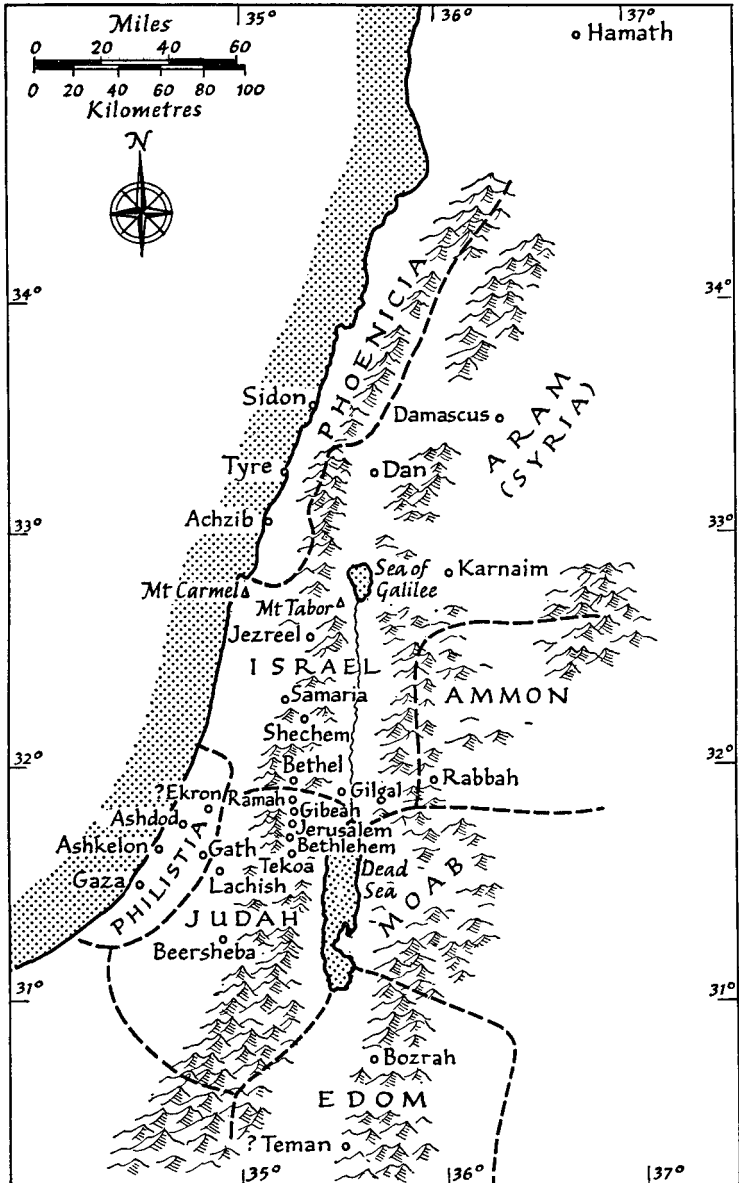 35°
36°
37°
Miles
0 20 40 60
0 20 40 60 80 100
Kilometres
N
Hamath
34°
34°
PHOENICIA
Sidon
Damascus
ARAM
(SYRIA)
Tyre
Dan
Achzib
33°
33°
Mt Carmel
Sea of
Galilee
Karnaim
Mt Tabor
Jezreel
ISRAEL
Samaria
AMMON
Shechem
32°
32°
Bethel
Rabbah
?Ekron
Ramah
Gilgal
Gibeah
Ashdod
Jerusalem
Ashkelon
Gath
Bethlehem
Tekoa
Dead
Sea
Gaza
Lachish
PHILISTIA
JUDAH
MOAB
Beersheba
31°
31°
Bozrah
EDOM
?Teman
35°
36°
37°